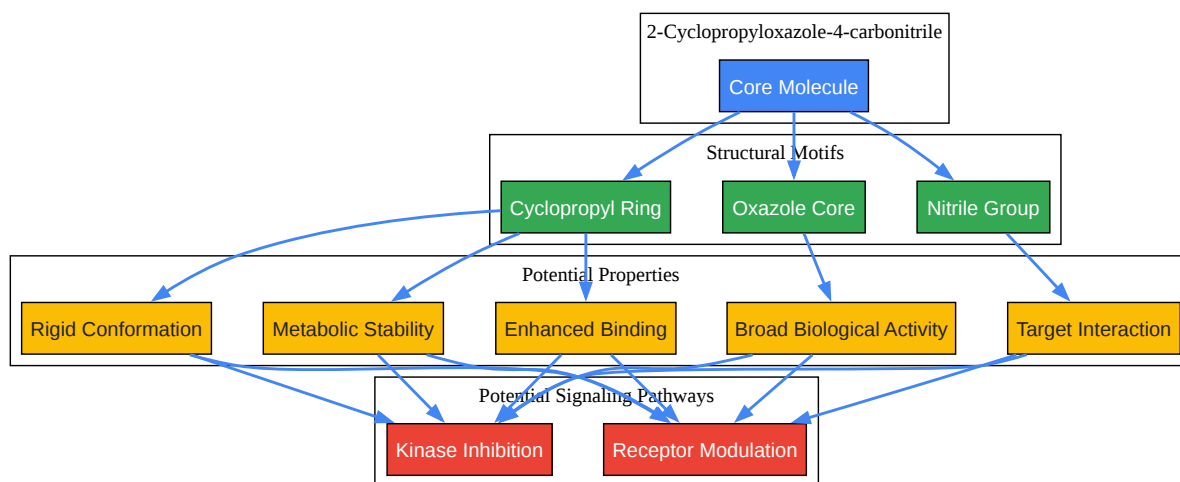 2-Cyclopropyloxazole-4-carbonitrile
Core Molecule
Structural Motifs
Cyclopropyl Ring
Oxazole Core
Nitrile Group
Potential Properties
Rigid Conformation
Metabolic Stability
Enhanced Binding
Broad Biological Activity
Target Interaction
Potential Signaling Pathways
Kinase Inhibition
Receptor Modulation